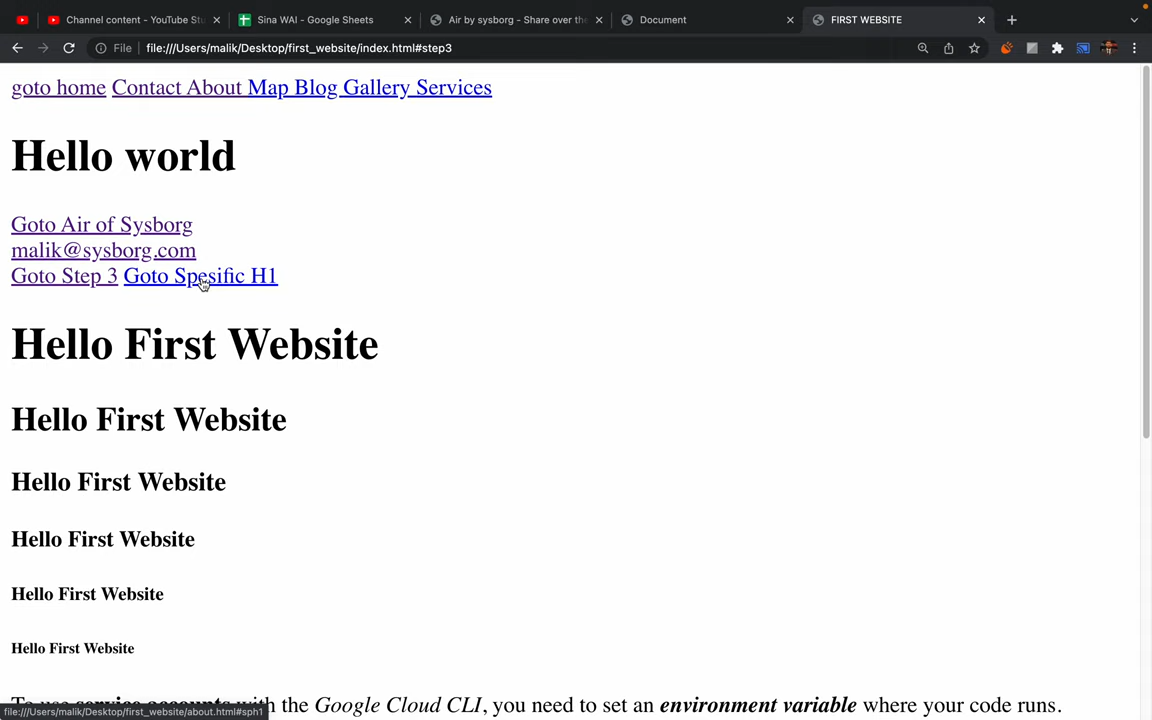 Channel content - YouTube Stu
Sina WAI - Google Sheets
Air by sysborg - Share over the
Document
FIRST WEBSITE
File
file:///Users/malik/Desktop/first_website/index.html#step3
goto home Contact About Map Blog Gallery Services
Hello world
Goto Air of Sysborg
malik@sysborg.com
Goto Step 3 Goto Spesific H1
Hello First Website
Hello First Website
Hello First Website
Hello First Website
Hello First Website
Hello First Website
To use service accounts with the Google Cloud CLI, you need to set an environment variable where your code runs.
file:///Users/malik/Desktop/first_website/about.html#sph1